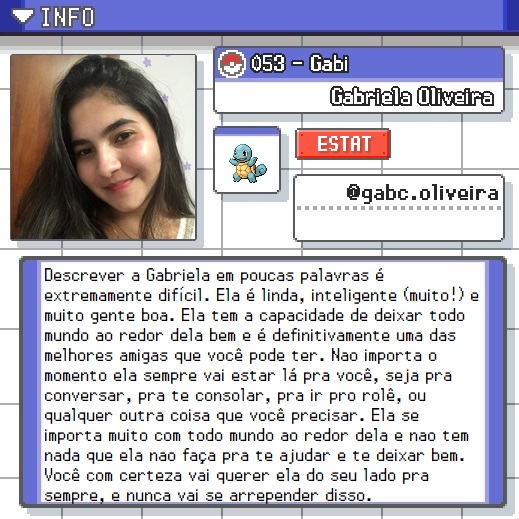 INFO
053 - Gabi
Gabriela Oliveira
ESTAT
@gabc.oliveira
Descrever a Gabriela em poucas palavras é
extremamente difícil. Ela é linda, inteligente (muito!) e
muito gente boa. Ela tem a capacidade de deixar todo
mundo ao redor dela bem e é definitivamente uma das
melhores amigas que você pode ter. Nao importa o
momento ela sempre vai estar lá pra você, seja pra
conversar, pra te consolar, pra ir pro rolê, ou
qualquer outra coisa que você precisar. Ela se
importa muito com todo mundo ao redor dela e nao tem
nada que ela nao faça pra te ajudar e te deixar bem.
Você com certeza vai querer ela do seu lado pra
sempre, e nunca vai se arrepender disso.